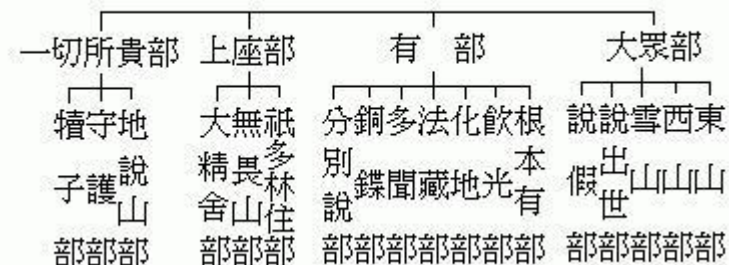 一切所貴部
上座部
有部
大眾部
犢子部
守護部
地說山部
大精舍部
無畏山部
祇多林住部
分別說部
銅鍱部
多聞部
法藏部
化地部
飲光部
根本有部
說假部
說出世部
雪山部
西山部
東山部